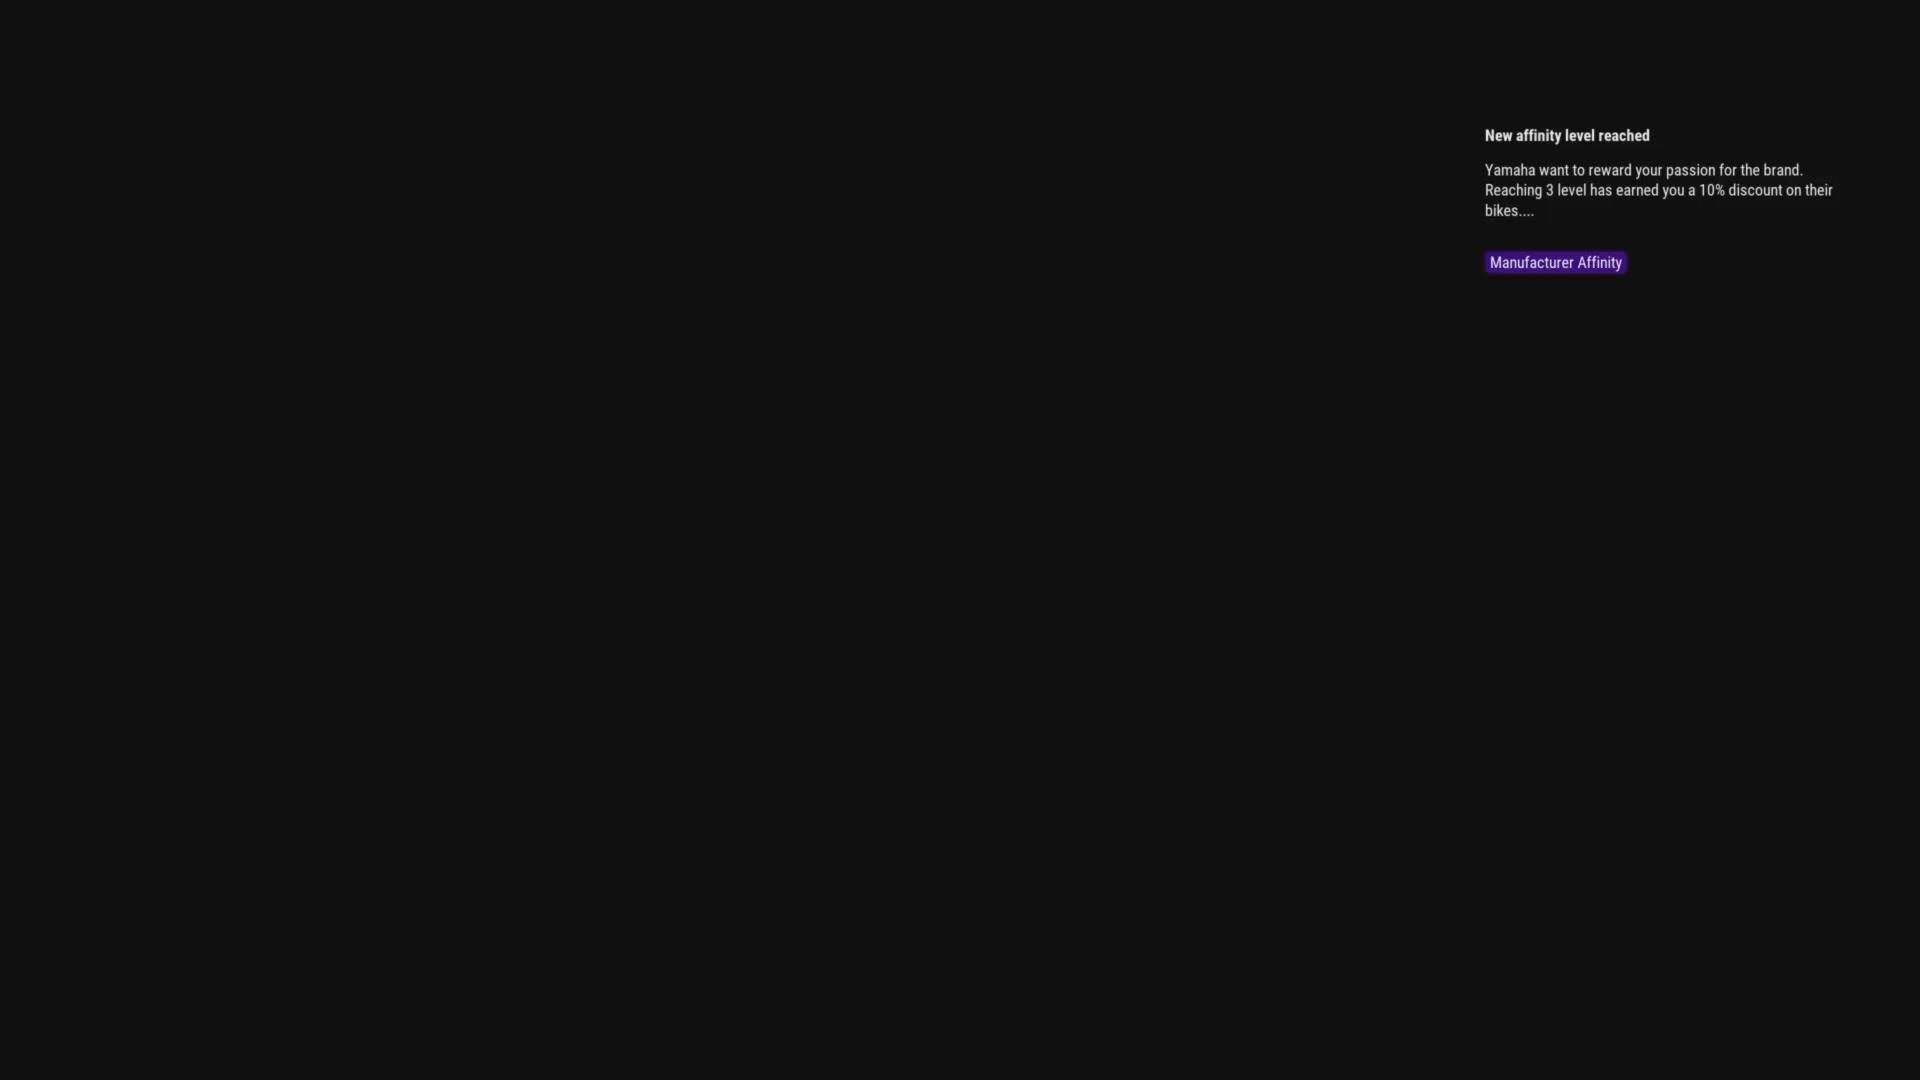 New affinity level reached
Yamaha want to reward your passion for the brand.
Reaching 3 level has earned you a 10% discount on their
bikes....
Manufacturer Affinity